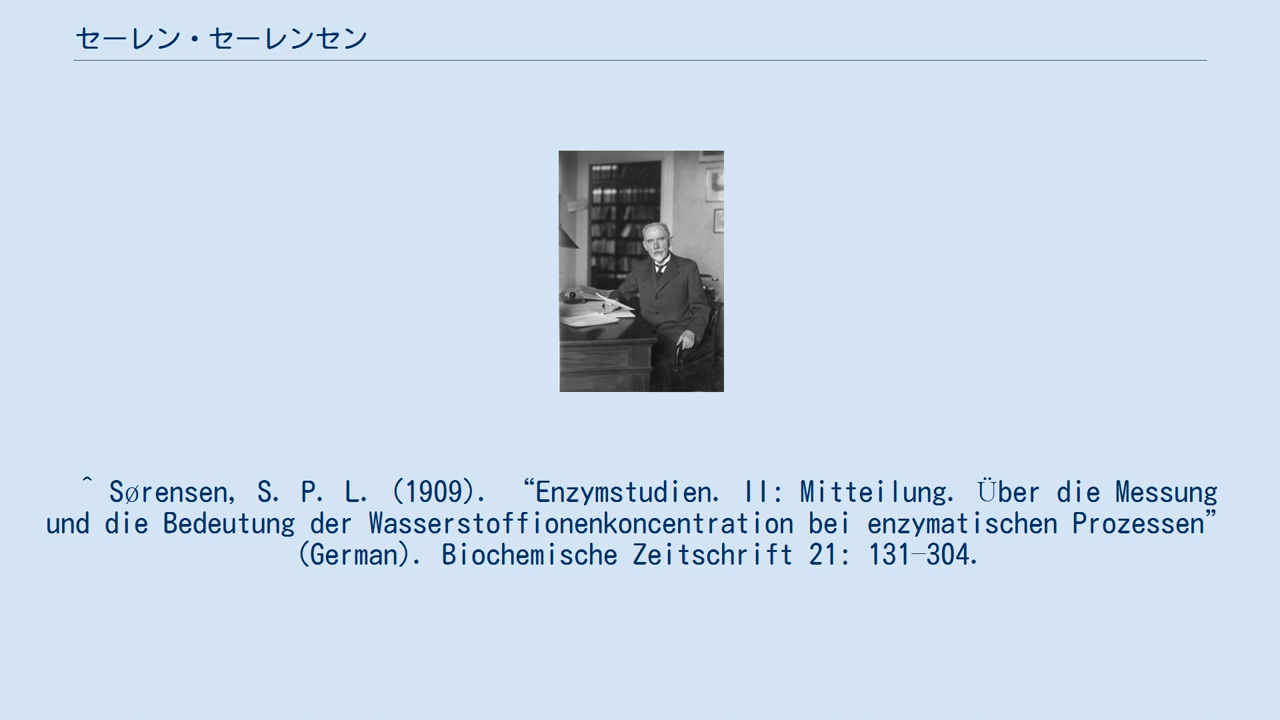 セーレン・セーレンセン
^ Sørensen, S. P. L. (1909). “Enzymstudien. II: Mitteilung. Über die Messung
und die Bedeutung der Wasserstoffionenkoncentration bei enzymatischen Prozessen”
(German). Biochemische Zeitschrift 21: 131–304.